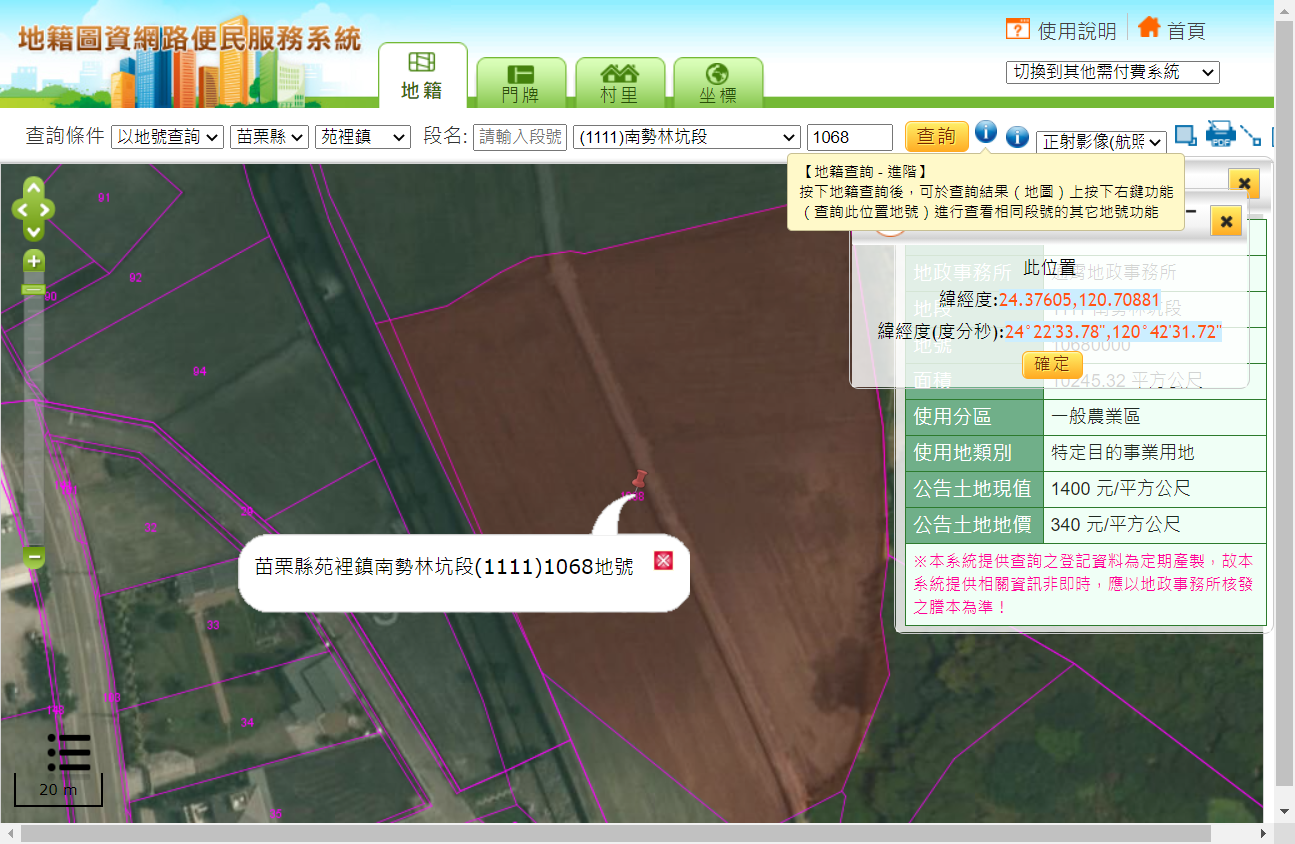 地籍圖資網路便民服務系統
地籍
門牌
村里
坐標
使用說明
首頁
切換到其他需付費系統
查詢條件
以地號查詢
苗栗縣
苑裡鎮
段名:
請輸入段號
(1111)南勢林坑段
1068
查詢
正射影像(航照
【地籍查詢 - 進階】
按下地籍查詢後，可於查詢結果（地圖）上按下右鍵功能
（查詢此位置地號）進行查看相同段號的其它地號功能
此位置
緯經度:24.37605,120.70881
緯經度(度分秒):24°22'33.78",120°42'31.72"
確定
地政事務所
地政事務所
地段
1111 南勢林坑段
地號
10680000
面積
10245.32 平方公尺
使用分區
一般農業區
使用地類別
特定目的事業用地
公告土地現值
1400 元/平方公尺
公告土地地價
340 元/平方公尺
※本系統提供查詢之登記資料為定期產製，故本
系統提供相關資訊非即時，應以地政事務所核發
之謄本為準！
91
92
90
94
33
34
苗栗縣苑裡鎮南勢林坑段(1111)1068地號
20 m